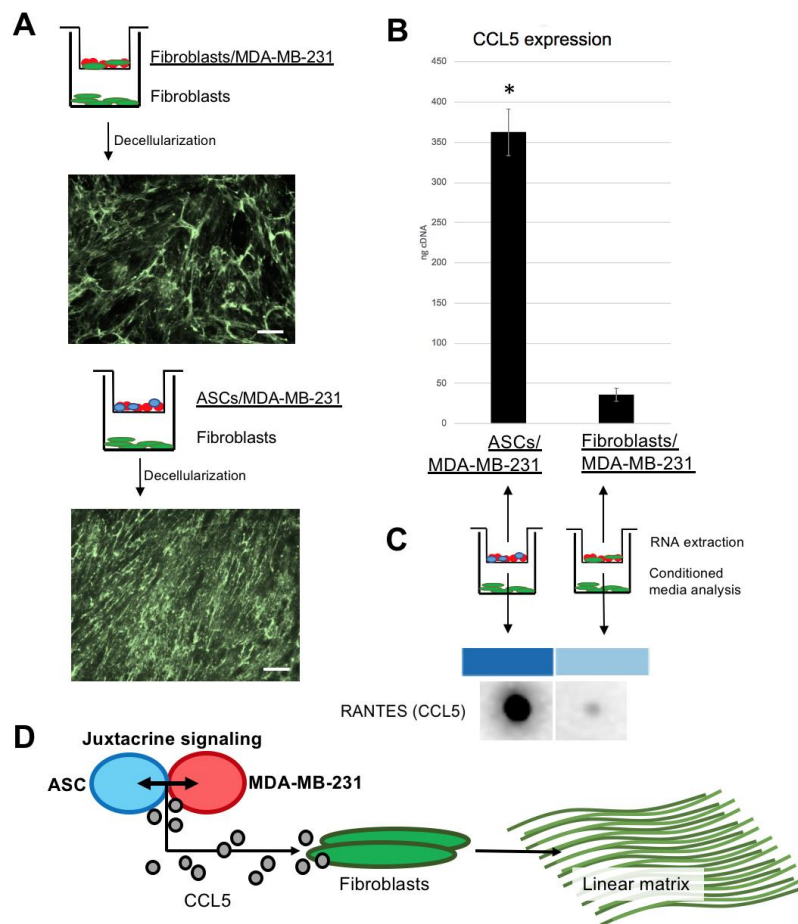 A
Fibroblasts/MDA-MB-231
Fibroblasts
Decellularization
ASCs/MDA-MB-231
Fibroblasts
Decellularization
B
CCL5 expression
450
400
350
300
250
200
150
100
50
0
ng cDNA
*
ASCs/
MDA-MB-231
Fibroblasts/
MDA-MB-231
C
RNA extraction
Conditioned
media analysis
RANTES (CCL5)
D
Juxtacrine signaling
ASC
MDA-MB-231
CCL5
Fibroblasts
Linear matrix